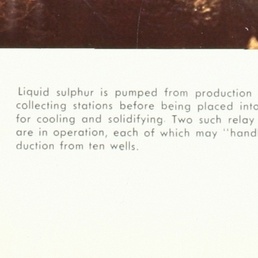 Liquid sulphur is pumped from production
collecting stations before being placed into
for cooling and solidifying. Two such relay
are in operation, each of which may "hand
duction from ten wells.